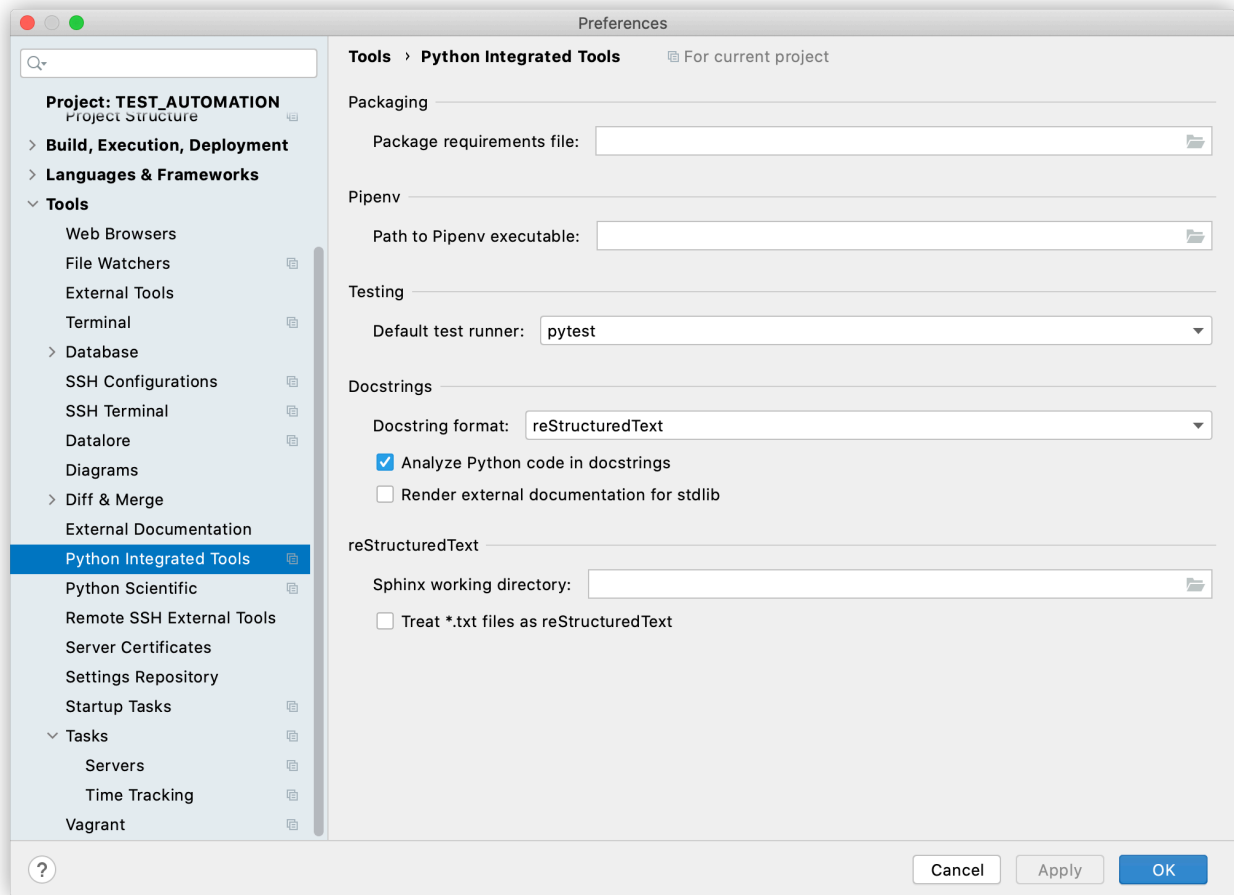 Preferences
Project: TEST_AUTOMATION
Project Structure
Build, Execution, Deployment
Languages & Frameworks
Tools
Web Browsers
File Watchers
External Tools
Terminal
Database
SSH Configurations
SSH Terminal
Datalore
Diagrams
Diff & Merge
External Documentation
Python Integrated Tools
Python Scientific
Remote SSH External Tools
Server Certificates
Settings Repository
Startup Tasks
Tasks
Servers
Time Tracking
Vagrant
Tools › Python Integrated Tools For current project
Packaging
Package requirements file:
Pipenv
Path to Pipenv executable:
Testing
Default test runner: pytest
Docstrings
Docstring format: reStructuredText
Analyze Python code in docstrings
Render external documentation for stdlib
reStructuredText
Sphinx working directory:
Treat *.txt files as reStructuredText
? Cancel Apply OK